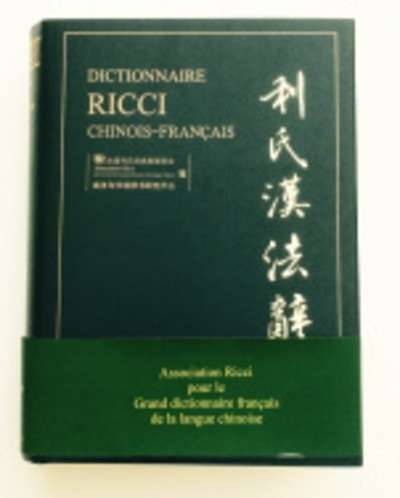 DICTIONNAIRE
RICCI
CHINOIS-FRANÇAIS
利氏漢法辭
Association Ricci
pour le
Grand dictionnaire français
de la langue chinoise